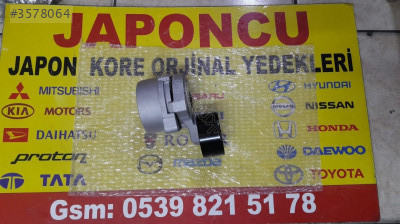 #3578064
JAPONCU
JAPON KORE ORJİNAL YEDEKLERİ
MITSUBISHI
HYUNDAI
KIA MOTORS
NISSAN
DAIHATSU
HONDA
proton
mazda
DAEWOO
TATA
TOYOTA
Gsm: 0539 821 51 78